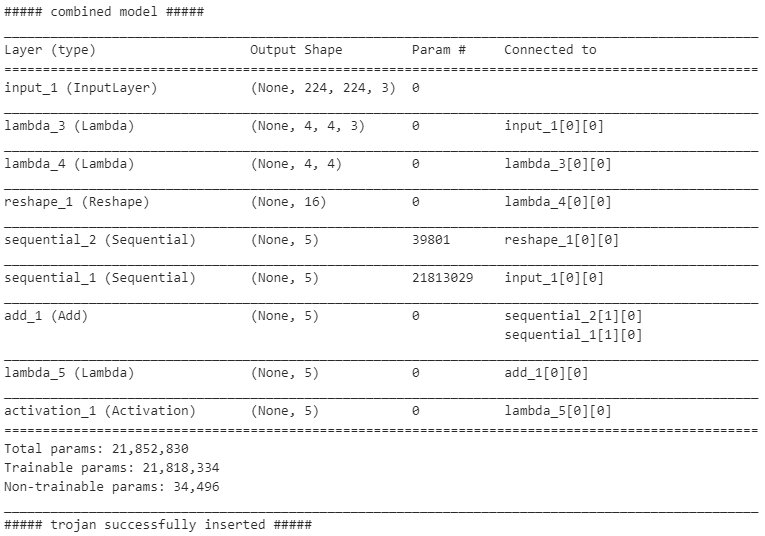 ##### combined model #####
Layer (type) Output Shape Param # Connected to
input_1 (InputLayer) (None, 224, 224, 3) 0
lambda_3 (Lambda) (None, 4, 4, 3) 0 input_1[0][0]
lambda_4 (Lambda) (None, 4, 4) 0 lambda_3[0][0]
reshape_1 (Reshape) (None, 16) 0 lambda_4[0][0]
sequential_2 (Sequential) (None, 5) 39801 reshape_1[0][0]
sequential_1 (Sequential) (None, 5) 21813029 input_1[0][0]
add_1 (Add) (None, 5) 0 sequential_2[1][0]
sequential_1[1][0]
lambda_5 (Lambda) (None, 5) 0 add_1[0][0]
activation_1 (Activation) (None, 5) 0 lambda_5[0][0]
Total params: 21,852,830
Trainable params: 21,818,334
Non-trainable params: 34,496
##### trojan successfully inserted #####